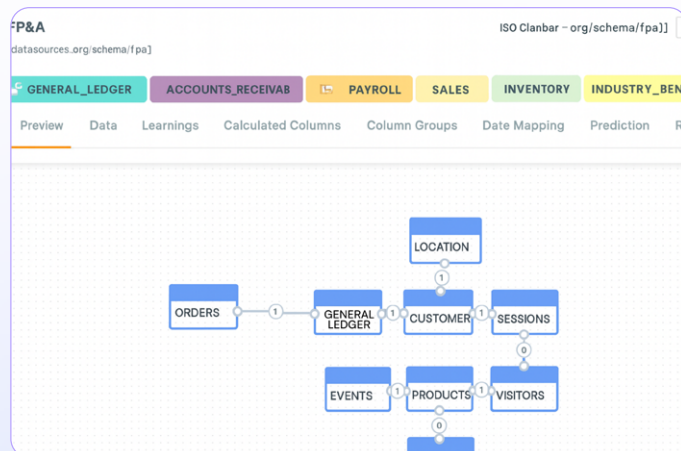 FP&A
ISO Clanbar – org/schema/fpa]]
datasources.org/schema/fpa]
GENERAL_LEDGER ACCOUNTS_RECEIVAB PAYROLL SALES INVENTORY INDUSTRY_BEN
Preview Data Learnings Calculated Columns Column Groups Date Mapping Prediction R
LOCATION
1
ORDERS 1 GENERAL LEDGER 1 CUSTOMER 1 SESSIONS
0
EVENTS 1 PRODUCTS 1 VISITORS
0